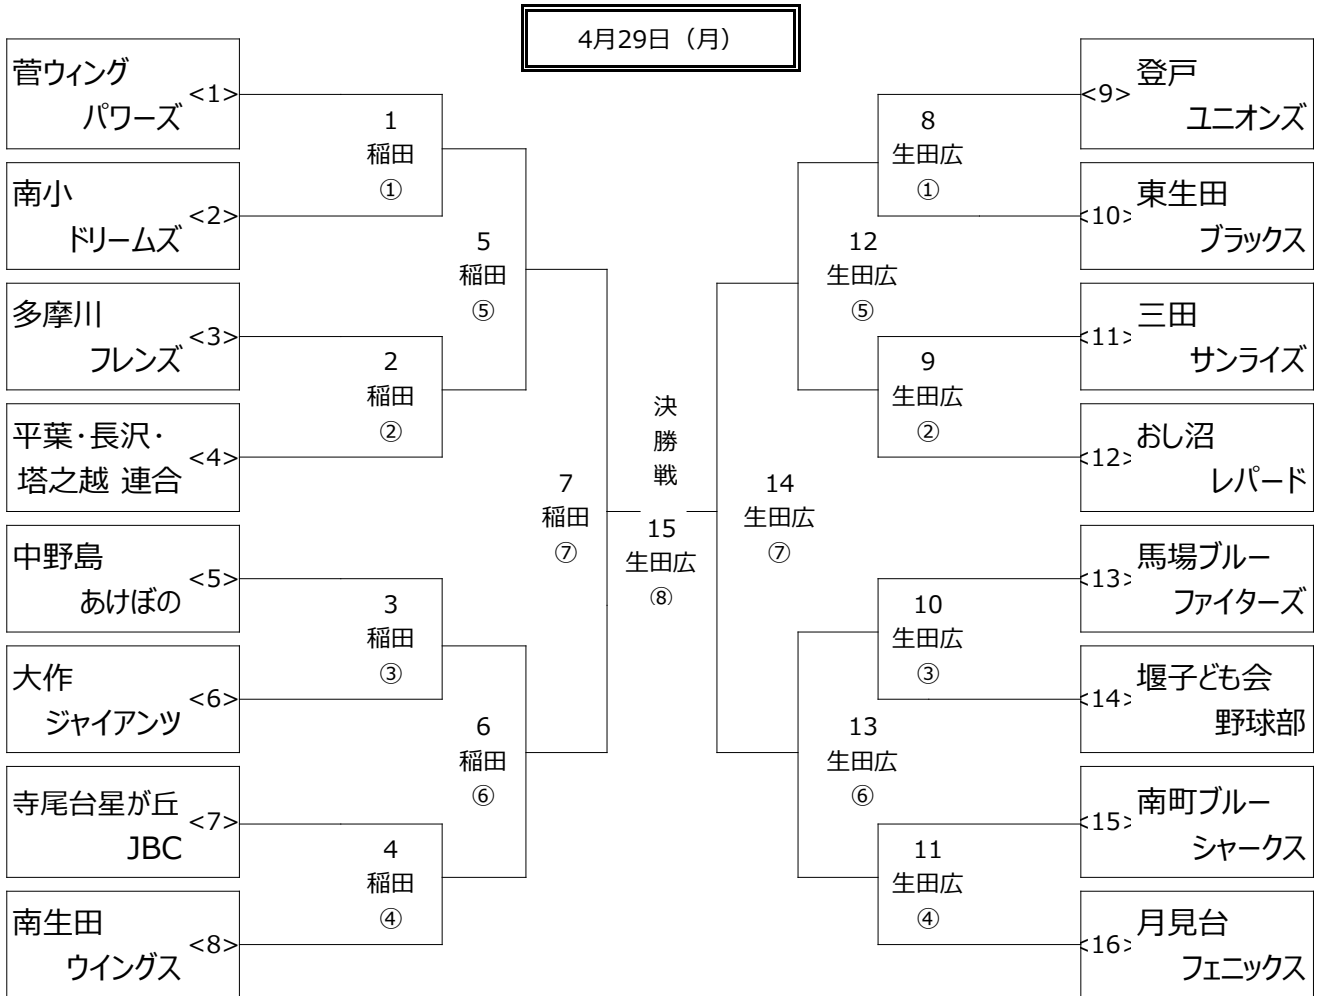 4月29日（月）
菅ウィング
パワーズ
<1>
南小
ドリームズ
<2>
多摩川
フレンズ
<3>
平葉・長沢・
塔之越 連合
<4>
中野島
あけぼの
<5>
大作
ジャイアンツ
<6>
寺尾台星が丘
JBC
<7>
南生田
ウイングス
<8>
1
稲田
①
2
稲田
②
3
稲田
③
4
稲田
④
5
稲田
⑤
6
稲田
⑥
7
稲田
⑦
決
勝
戦
15
生田広
⑧
14
生田広
⑦
12
生田広
⑤
13
生田広
⑥
8
生田広
①
9
生田広
②
10
生田広
③
11
生田広
④
<9>
登戸
ユニオンズ
<10>
東生田
ブラックス
<11>
三田
サンライズ
<12>
おし沼
レパード
<13>
馬場ブルー
ファイターズ
<14>
堰子ども会
野球部
<15>
南町ブルー
シャークス
<16>
月見台
フェニックス